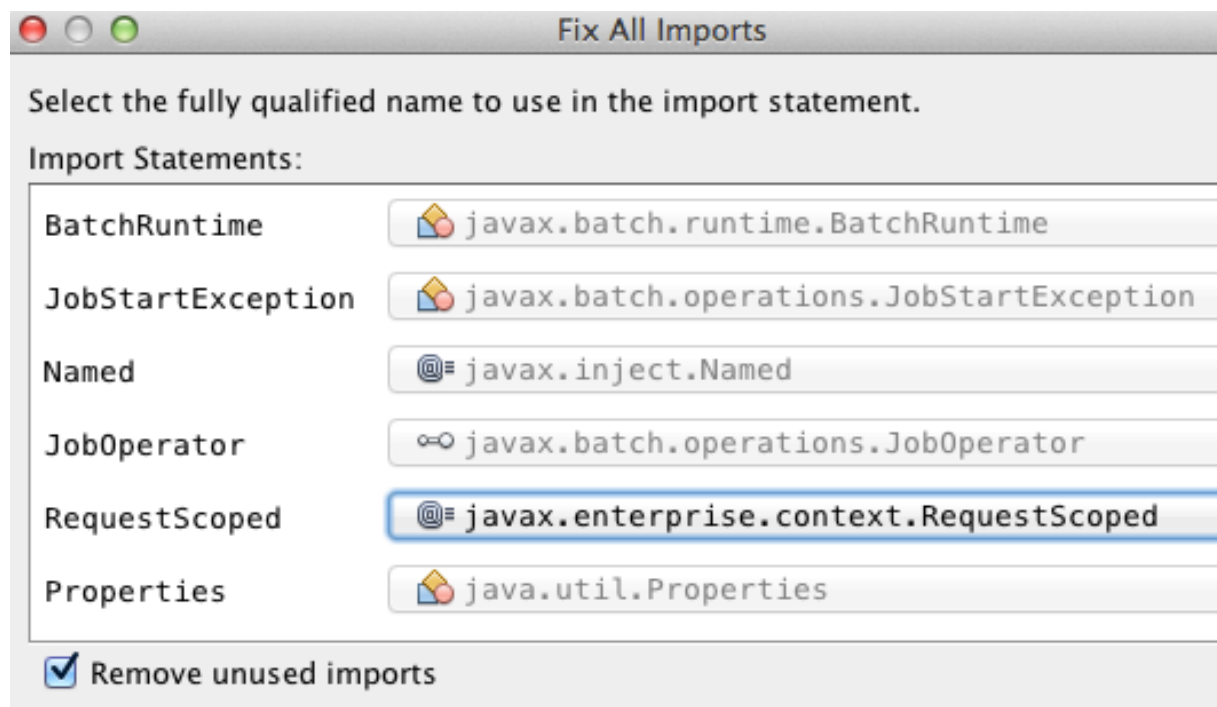 Fix All Imports
Select the fully qualified name to use in the import statement.
Import Statements:
BatchRuntime javax.batch.runtime.BatchRuntime
JobStartException javax.batch.operations.JobStartException
Named javax.inject.Named
JobOperator javax.batch.operations.JobOperator
RequestScoped javax.enterprise.context.RequestScoped
Properties java.util.Properties
Remove unused imports